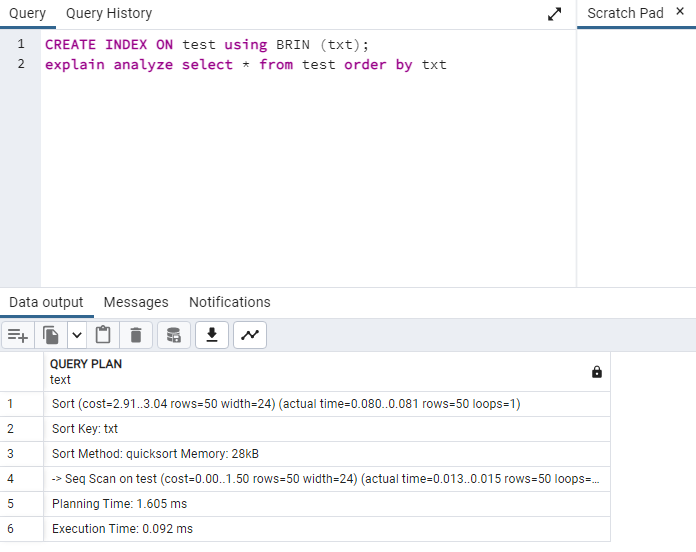 Query Query History Scratch Pad ×
1 CREATE INDEX ON test using BRIN (txt);
2 explain analyze select * from test order by txt
Data output Messages Notifications
QUERY PLAN
text
1 Sort (cost=2.91..3.04 rows=50 width=24) (actual time=0.080..0.081 rows=50 loops=1)
2 Sort Key: txt
3 Sort Method: quicksort Memory: 28kB
4 -> Seq Scan on test (cost=0.00..1.50 rows=50 width=24) (actual time=0.013..0.015 rows=50 loops=...
5 Planning Time: 1.605 ms
6 Execution Time: 0.092 ms